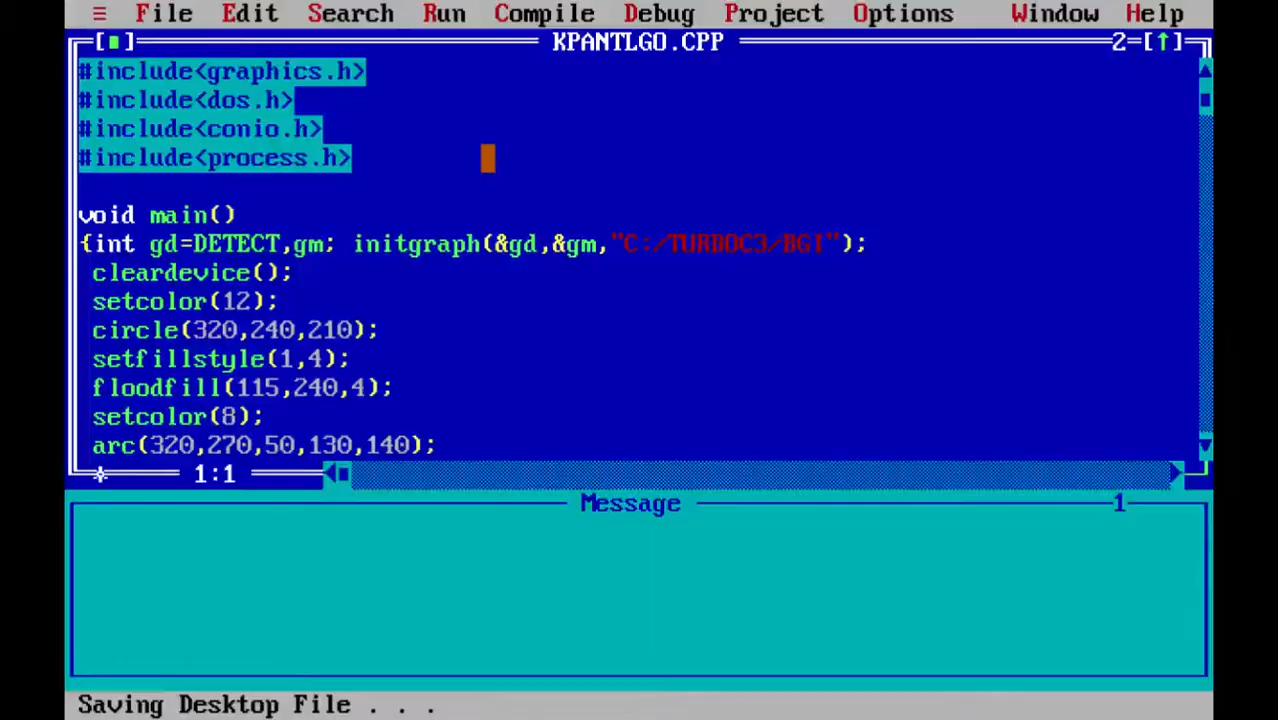 ≡ File Edit Search Run Compile Debug Project Options Window Help
[■] KPANTLGO.CPP 2=[↑]
#include<graphics.h>
#include<dos.h>
#include<conio.h>
#include<process.h>
void main()
{int gd=DETECT,gm; initgraph(&gd,&gm,"C:/TURBOC3/BGI");
cleardevice();
setcolor(12);
circle(320,240,210);
setfillstyle(1,4);
floodfill(115,240,4);
setcolor(8);
arc(320,270,50,130,140);
1:1
Message 1
Saving Desktop File . . .